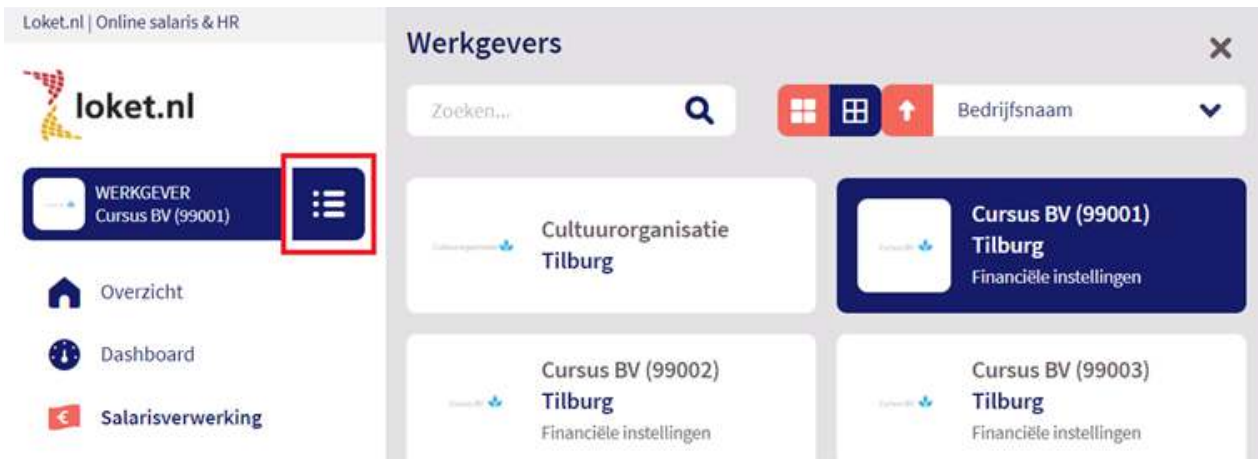 Loket.nl | Online salaris & HR
loket.nl
WERKGEVER
Cursus BV (99001)
Overzicht
Dashboard
€
Salarisverwerking
Werkgevers
Zoeken...
Bedrijfsnaam
Cultuurorganisatie
Tilburg
Cursus BV (99001)
Tilburg
Financiële instellingen
Cursus BV (99002)
Tilburg
Financiële instellingen
Cursus BV (99003)
Tilburg
Financiële instellingen